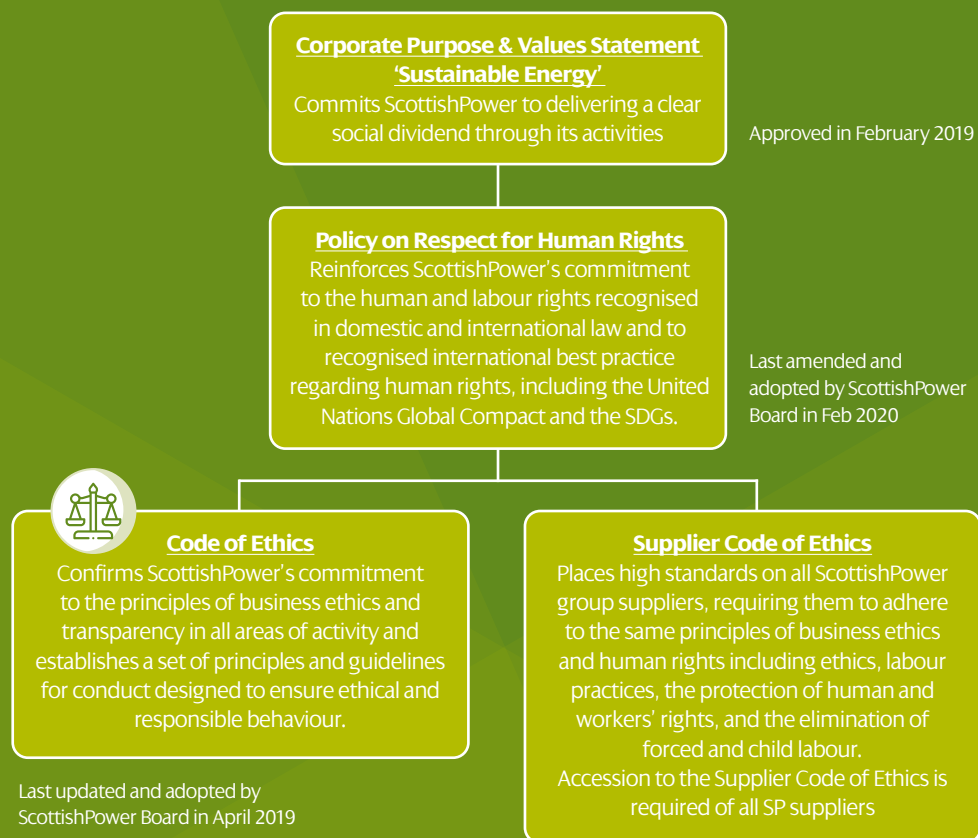 Corporate Purpose & Values Statement
‘Sustainable Energy’
Commits ScottishPower to delivering a clear
social dividend through its activities
Approved in February 2019
Policy on Respect for Human Rights
Reinforces ScottishPower’s commitment
to the human and labour rights recognised
in domestic and international law and to
recognised international best practice
regarding human rights, including the United
Nations Global Compact and the SDGs.
Last amended and
adopted by ScottishPower
Board in Feb 2020
Code of Ethics
Confirms ScottishPower’s commitment
to the principles of business ethics and
transparency in all areas of activity and
establishes a set of principles and guidelines
for conduct designed to ensure ethical and
responsible behaviour.
Last updated and adopted by
ScottishPower Board in April 2019
Supplier Code of Ethics
Places high standards on all ScottishPower
group suppliers, requiring them to adhere
to the same principles of business ethics
and human rights including ethics, labour
practices, the protection of human and
workers’ rights, and the elimination of
forced and child labour.
Accession to the Supplier Code of Ethics is
required of all SP suppliers